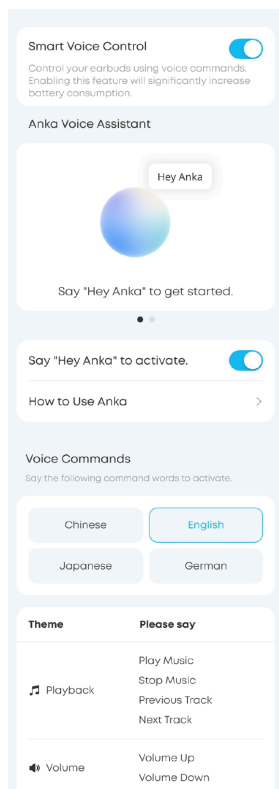 Smart Voice Control
Control your earbuds using voice commands.
Enabling this feature will significantly increase
battery consumption.
Anka Voice Assistant
Hey Anka
Say "Hey Anka" to get started.
Say "Hey Anka" to activate.
How to Use Anka
Voice Commands
Say the following command words to activate.
Chinese
English
Japanese
German
Theme
Please say
Playback
Play Music
Stop Music
Previous Track
Next Track
Volume
Volume Up
Volume Down